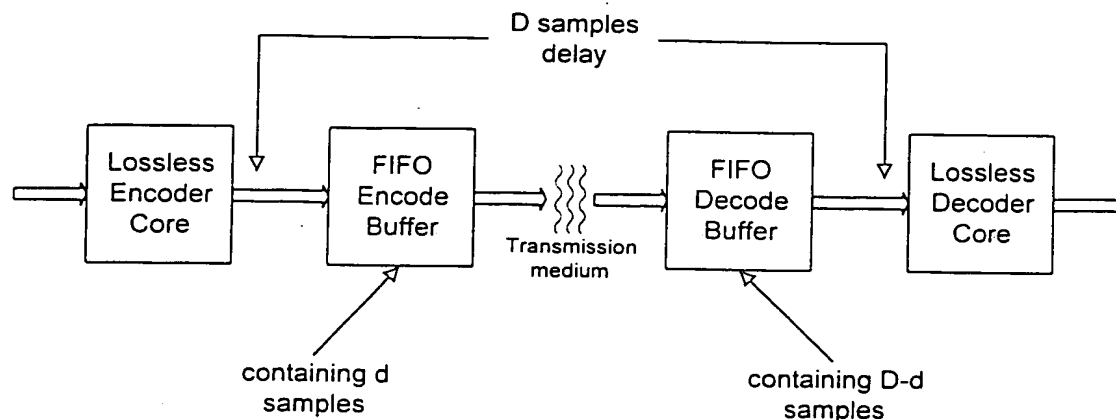 D samples
delay
Lossless
Encoder
Core
FIFO
Encode
Buffer
Transmission
medium
FIFO
Decode
Buffer
Lossless
Decoder
Core
containing d
samples
containing D-d
samples